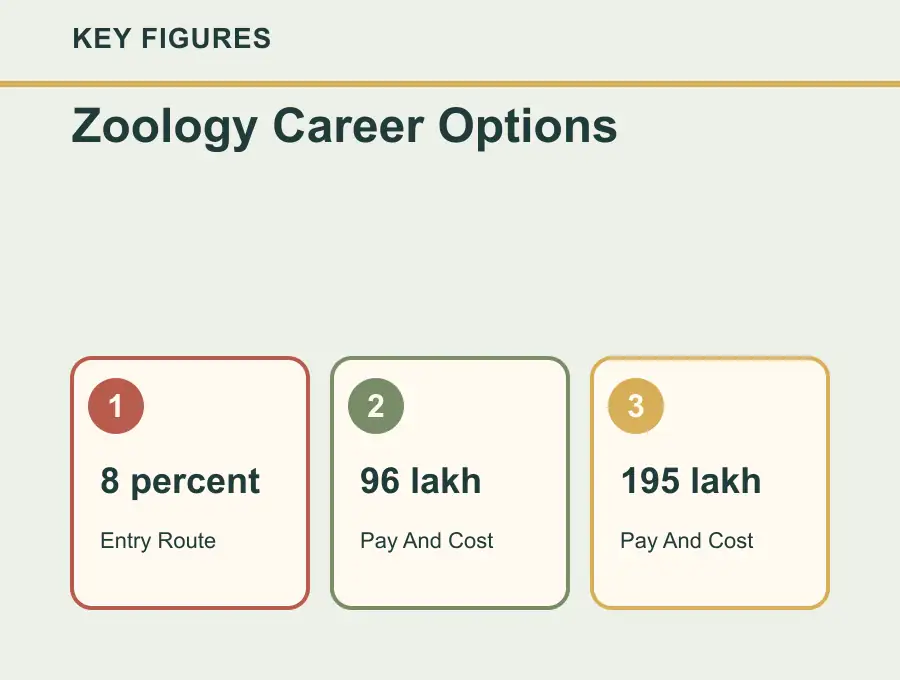 KEY FIGURES
Zoology Career Options
1
8 percent
Entry Route
2
96 lakh
Pay And Cost
3
195 lakh
Pay And Cost